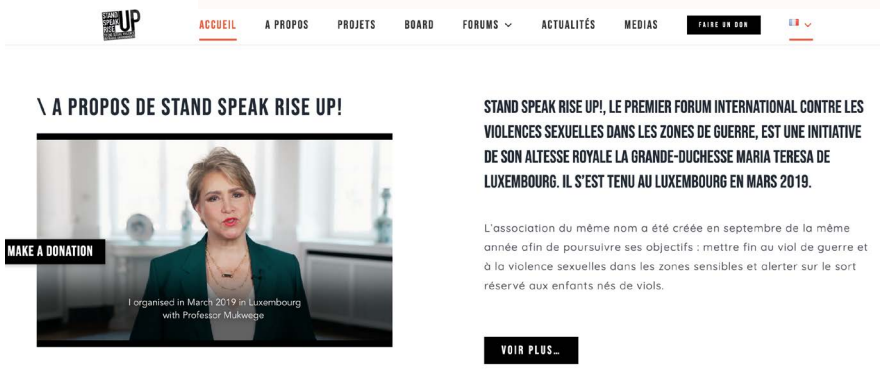 STAND
SPEAK
RISE UP
ACCUEIL A PROPOS PROJETS BOARD FORUMS ACTUALITÉS MEDIAS FAIRE UN DON
\ A PROPOS DE STAND SPEAK RISE UP!
I organised in March 2019 in Luxembourg
with Professor Mukwege
MAKE A DONATION
STAND SPEAK RISE UP!, LE PREMIER FORUM INTERNATIONAL CONTRE LES
VIOLENCES SEXUELLES DANS LES ZONES DE GUERRE, EST UNE INITIATIVE
DE SON ALTESSE ROYALE LA GRANDE-DUCHESSE MARIA TERESA DE
LUXEMBOURG. IL S'EST TENU AU LUXEMBOURG EN MARS 2019.
L'association du même nom a été créée en septembre de la même
année afin de poursuivre ses objectifs : mettre fin au viol de guerre et
à la violence sexuelles dans les zones sensibles et alerter sur le sort
réservé aux enfants nés de viols.
VOIR PLUS...